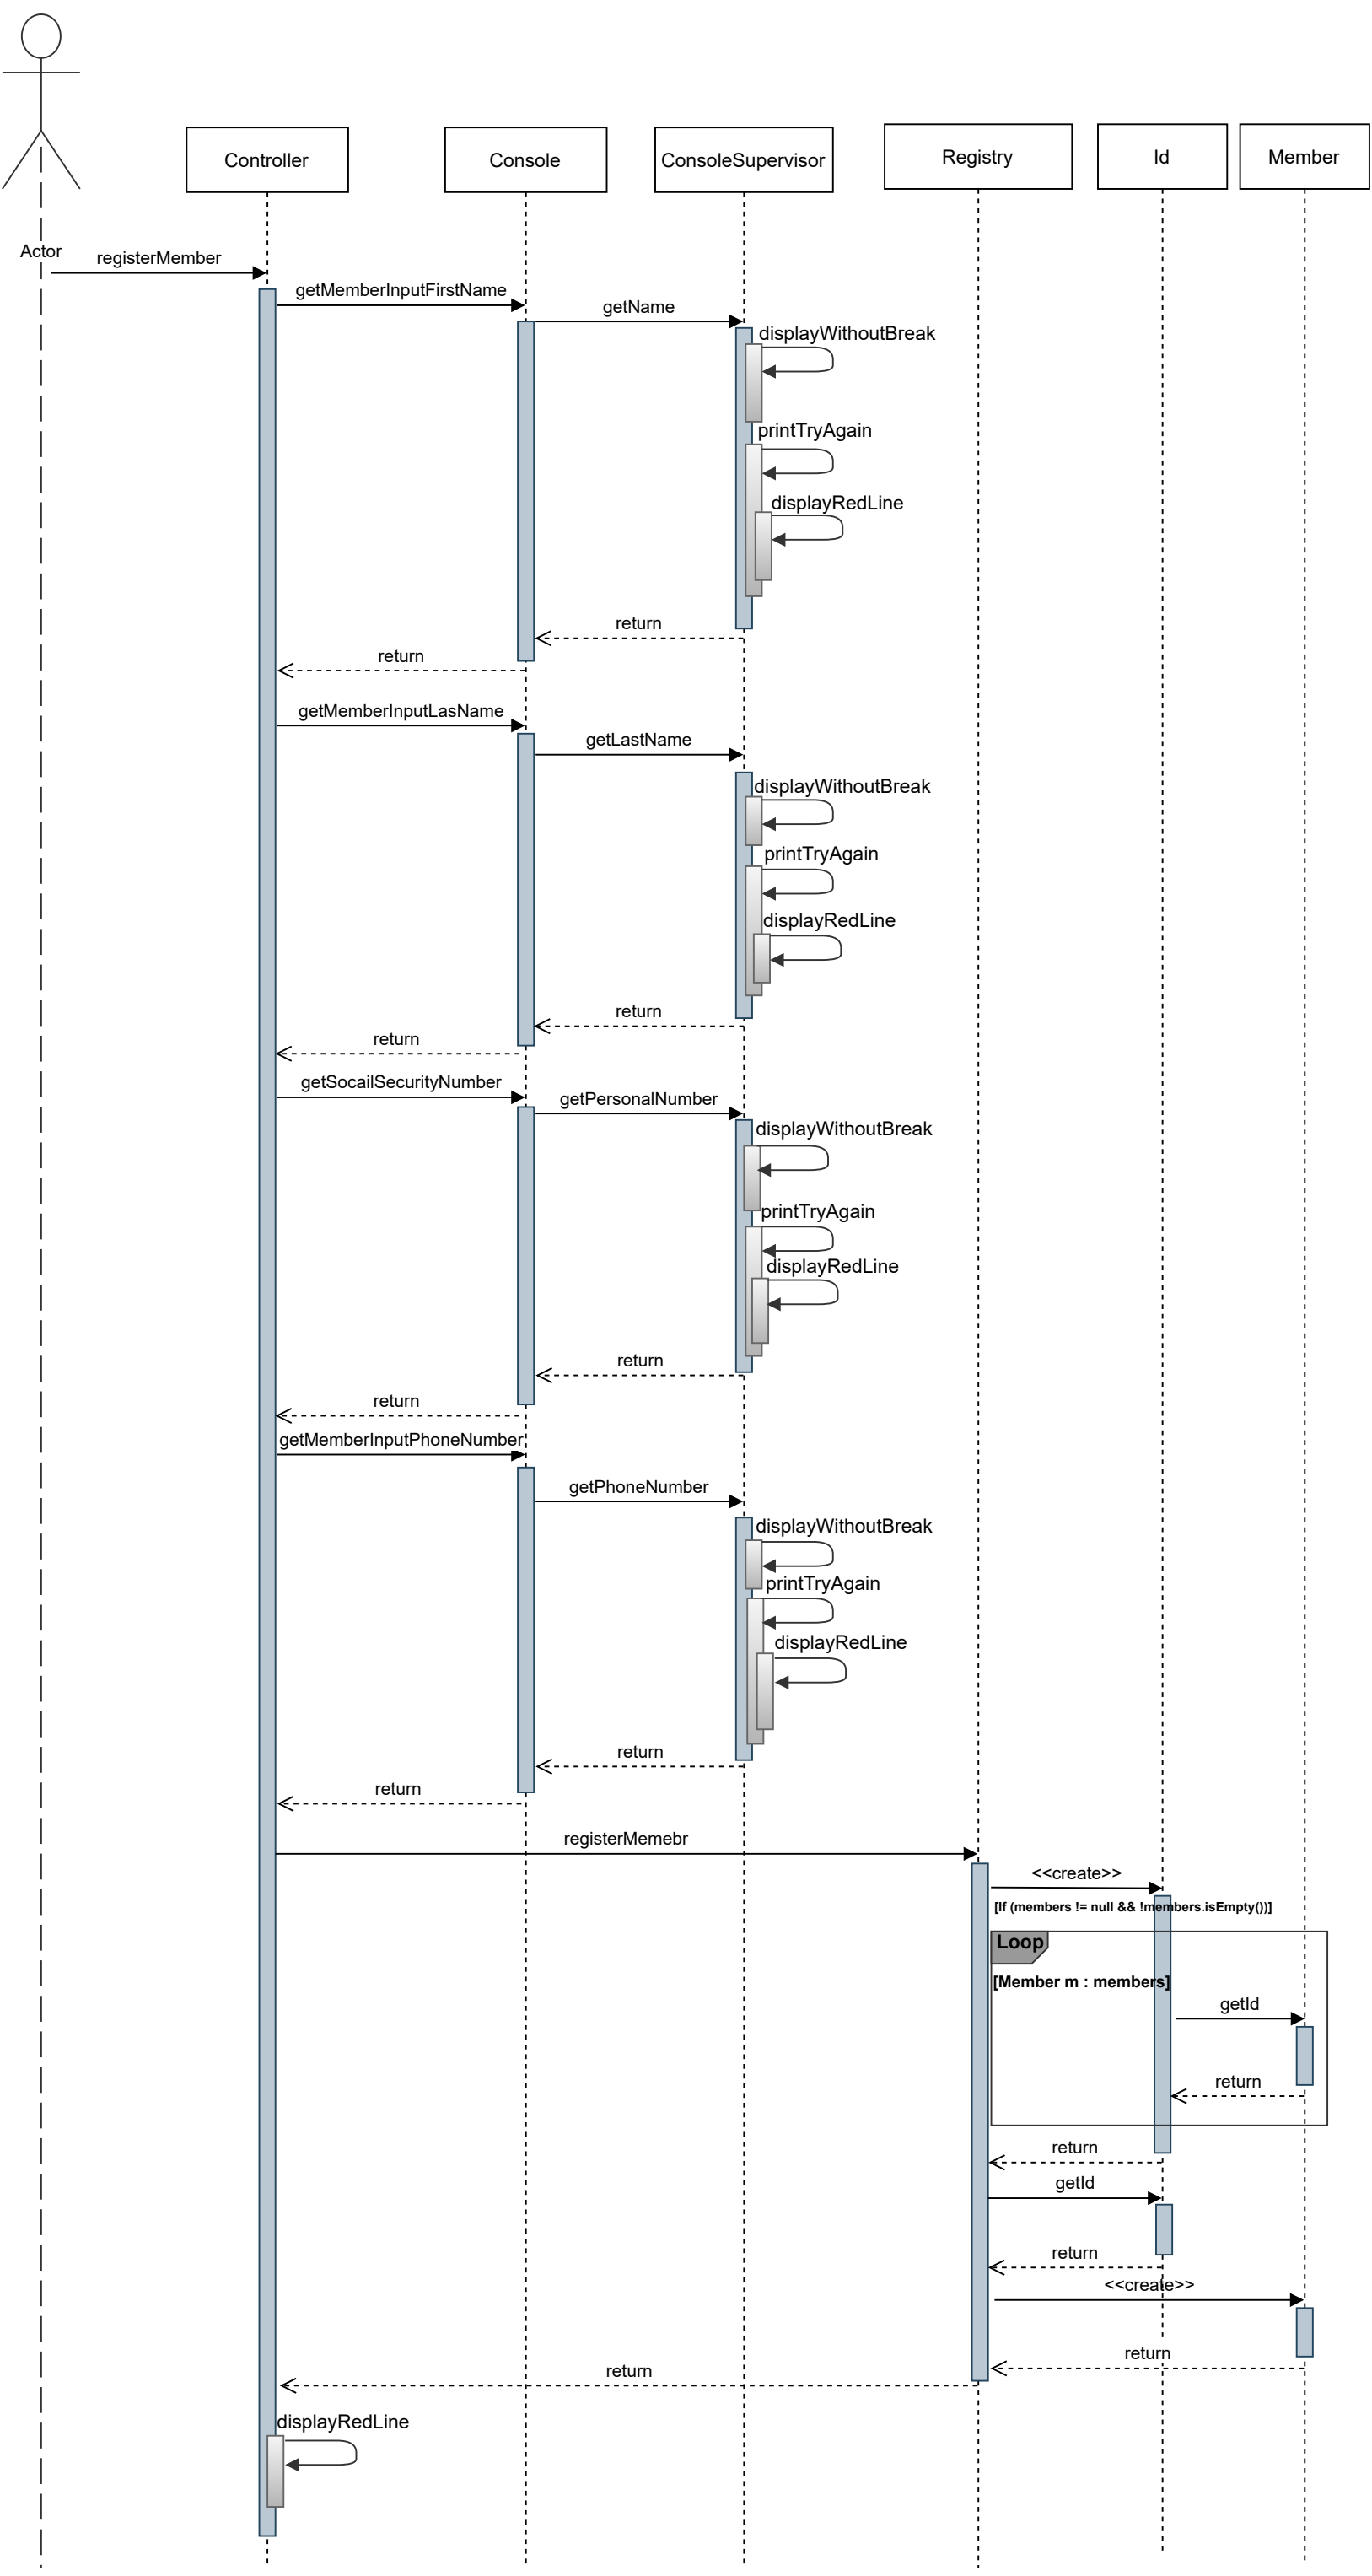 Controller
Console
ConsoleSupervisor
Registry
Id
Member
Actor
registerMember
getMemberInputFirstName
getName
displayWithoutBreak
printTryAgain
displayRedLine
return
return
getMemberInputLasName
getLastName
displayWithoutBreak
printTryAgain
displayRedLine
return
return
getSocailSecurityNumber
getPersonalNumber
displayWithoutBreak
printTryAgain
displayRedLine
return
return
getMemberInputPhoneNumber
getPhoneNumber
displayWithoutBreak
printTryAgain
displayRedLine
return
return
registerMemebr
<<create>>
[If (members != null && !members.isEmpty())]
Loop
[Member m : members]
getId
return
return
getId
return
<<create>>
return
return
displayRedLine